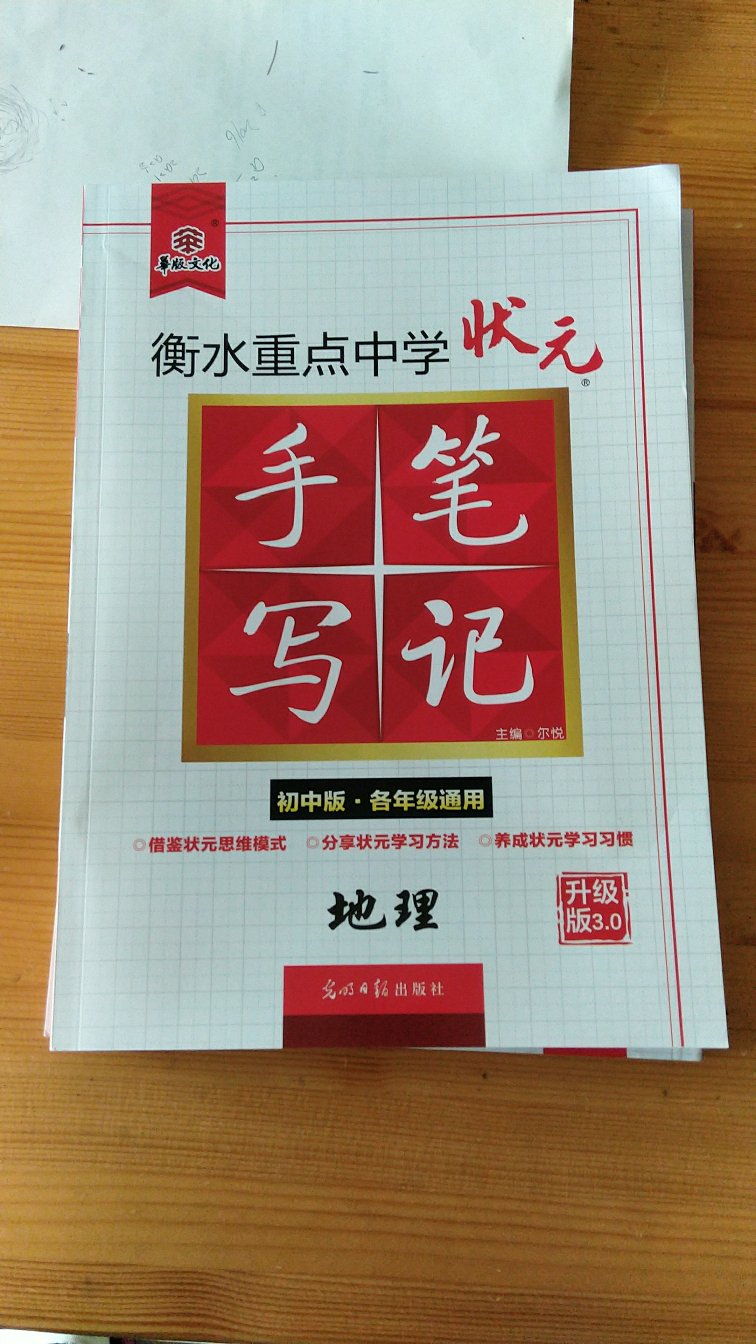 華版文化
®
衡水重点中学状元
®
手笔
写记
主编◎尔悦
初中版·各年级通用
◎借鉴状元思维模式 ◎分享状元学习方法 ◎养成状元学习习惯
地理
升级
版3.0
光明日报出版社